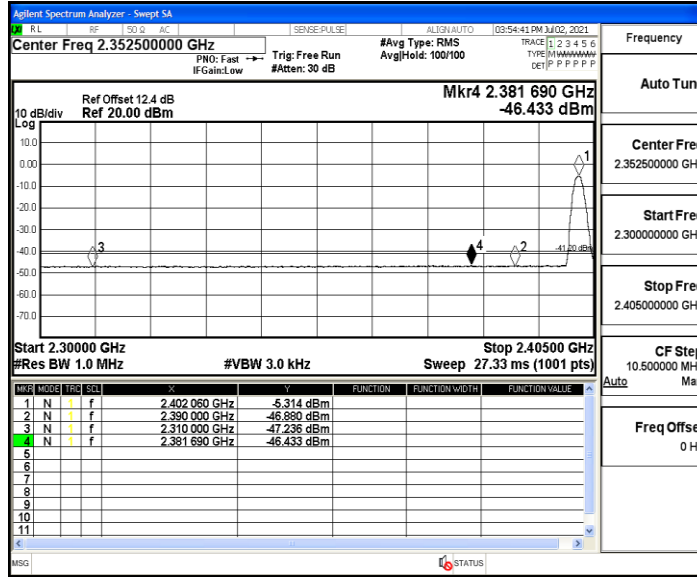 Agilent Spectrum Analyzer - Swept SA
RL RF 50 Ω AC SENSE:PULSE ALIGNAUTO 03:54:41 PM Jul 02, 2021
Center Freq 2.352500000 GHz
PNO: Fast
IFGain:Low
Trig: Free Run
#Atten: 30 dB
#Avg Type: RMS
Avg|Hold: 100/100
TRACE 1 2 3 4 5 6
TYPE MWWWWW
DET P P P P P P
10 dB/div
Log
Ref Offset 12.4 dB
Ref 20.00 dBm
Mkr4 2.381 690 GHz
-46.433 dBm
10.0
0.00
-10.0
-20.0
-30.0
-40.0
-50.0
-60.0
-70.0
1
3
4
2
-41.20 dBm
Start 2.30000 GHz
#Res BW 1.0 MHz
#VBW 3.0 kHz
Stop 2.40500 GHz
Sweep 27.33 ms (1001 pts)
MKR MODE TRC SCL X Y FUNCTION FUNCTION WIDTH FUNCTION VALUE
1 N 1 f 2.402 060 GHz -5.314 dBm
2 N 1 f 2.390 000 GHz -46.880 dBm
3 N 1 f 2.310 000 GHz -47.236 dBm
4 N 1 f 2.381 690 GHz -46.433 dBm
5
6
7
8
9
10
11
MSG STATUS
Frequency
Auto Tun
Center Fre
2.352500000 GH
Start Fre
2.300000000 GH
Stop Fre
2.405000000 GH
CF Ste
10.500000 MH
Auto Ma
Freq Offse
0 H